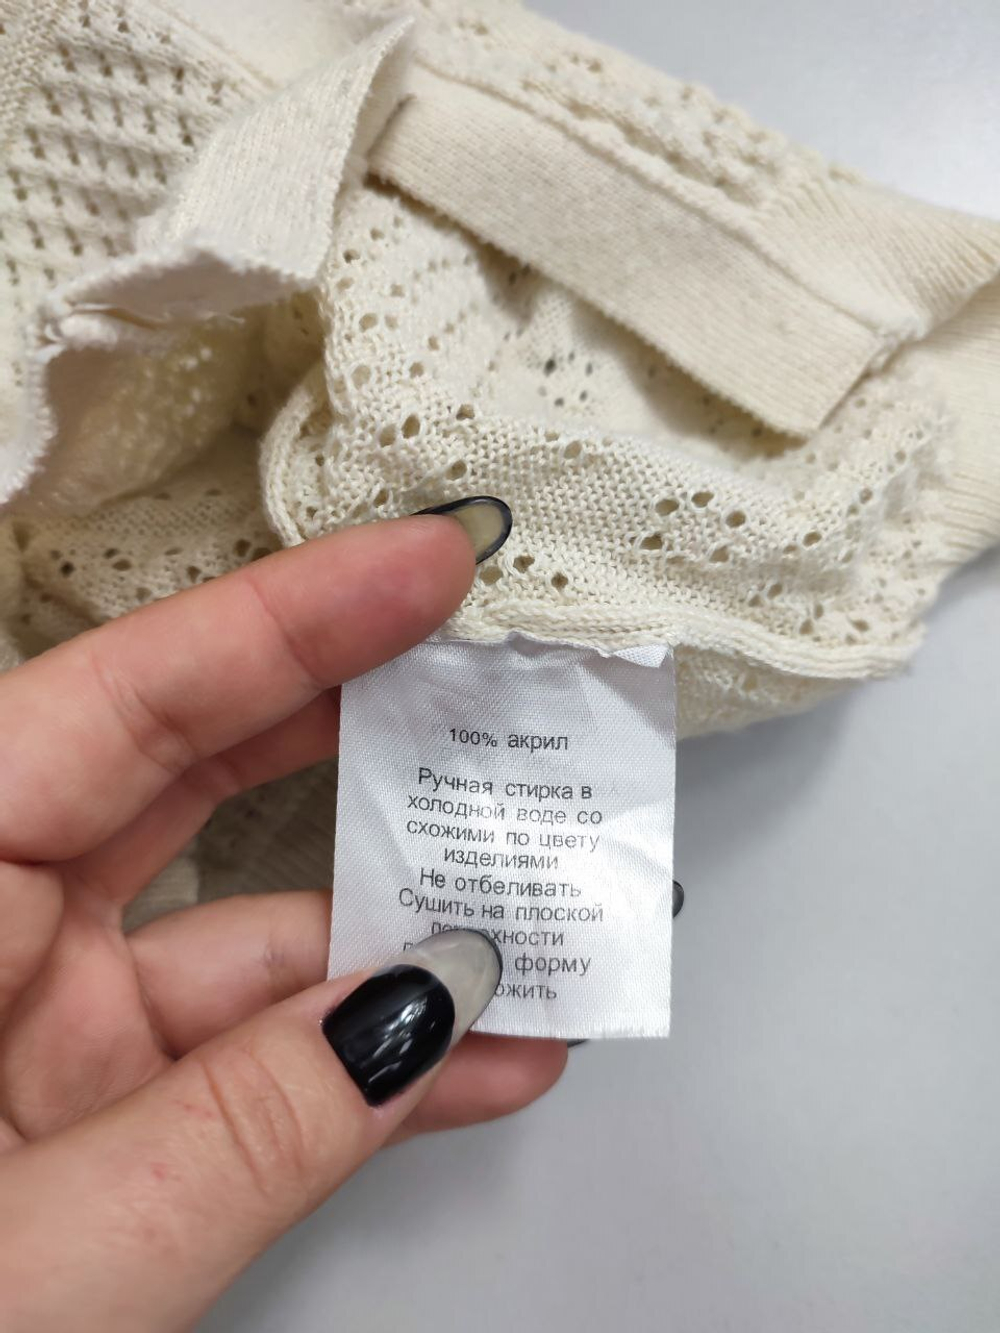 100% акрил
Ручная стирка в
холодной воде со
схожими по цвету
изделиями
Не отбеливать
Сушить на плоской
форму